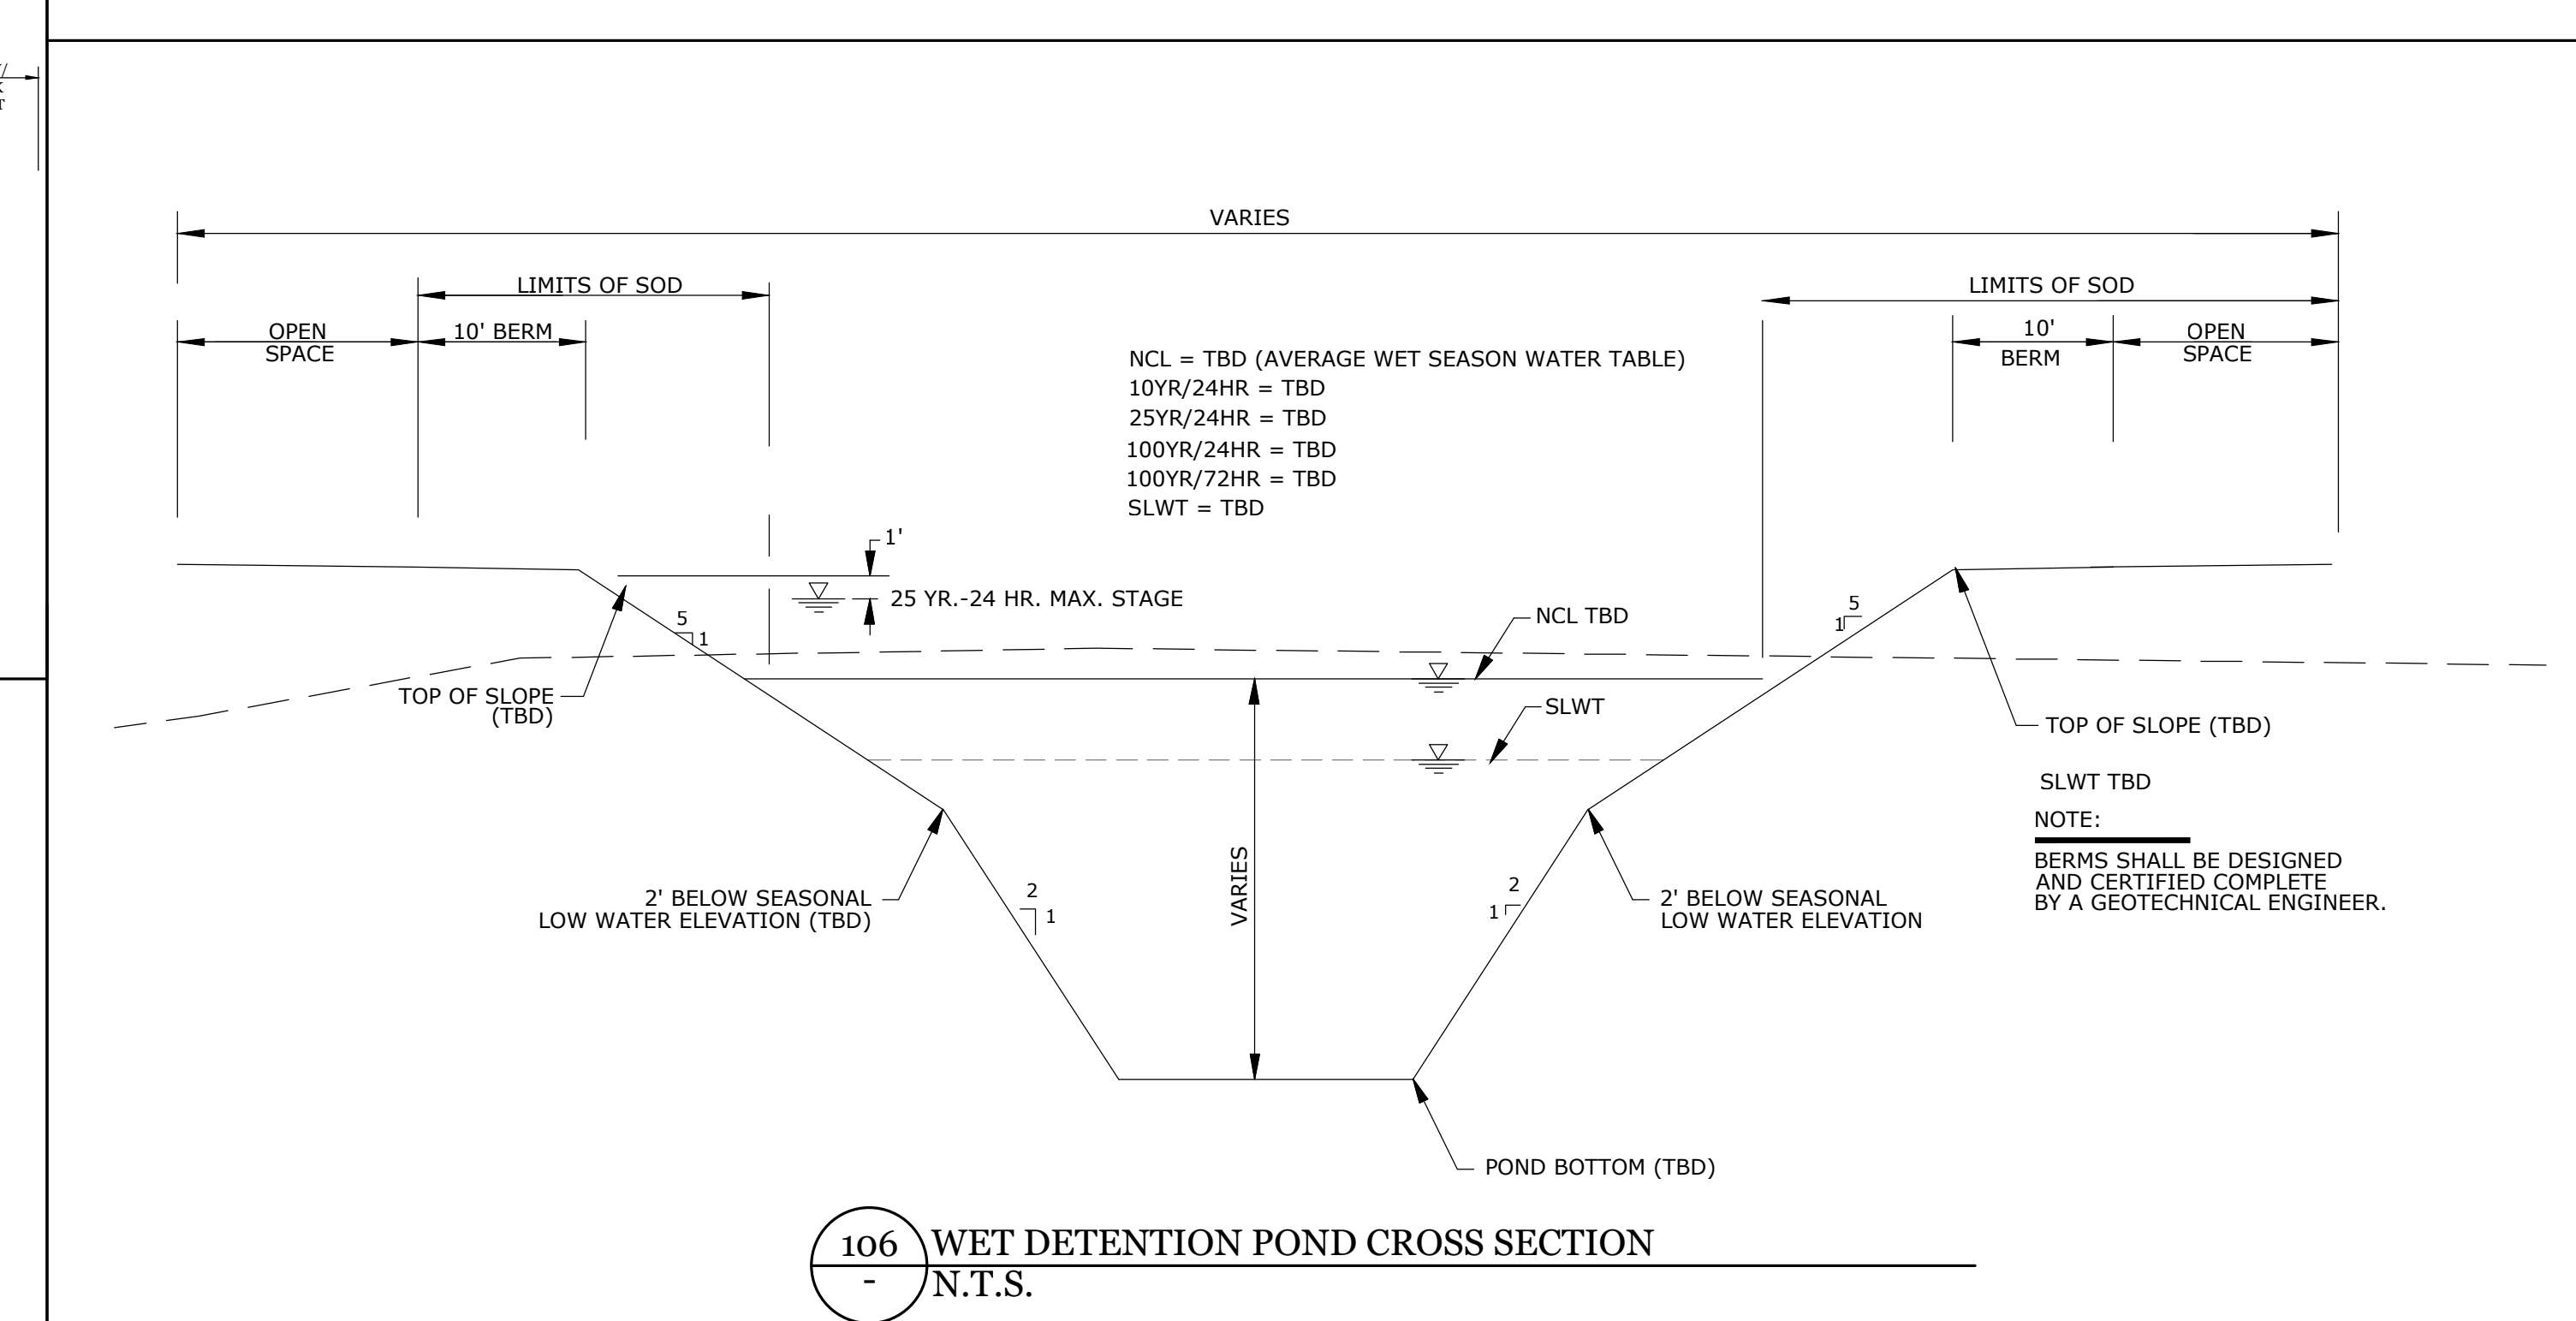 VARIES
LIMITS OF SOD
LIMITS OF SOD
OPEN
SPACE
10' BERM
10'
BERM
OPEN
SPACE
NCL = TBD (AVERAGE WET SEASON WATER TABLE)
10YR/24HR = TBD
25YR/24HR = TBD
100YR/24HR = TBD
100YR/72HR = TBD
SLWT = TBD
1'
25 YR.-24 HR. MAX. STAGE
5
1
NCL TBD
5
1
TOP OF SLOPE
(TBD)
SLWT
TOP OF SLOPE (TBD)
SLWT TBD
NOTE:
BERMS SHALL BE DESIGNED
AND CERTIFIED COMPLETE
BY A GEOTECHNICAL ENGINEER.
2' BELOW SEASONAL
LOW WATER ELEVATION (TBD)
2
1
VARIES
2
1
2' BELOW SEASONAL
LOW WATER ELEVATION
POND BOTTOM (TBD)
106
-
WET DETENTION POND CROSS SECTION
N.T.S.